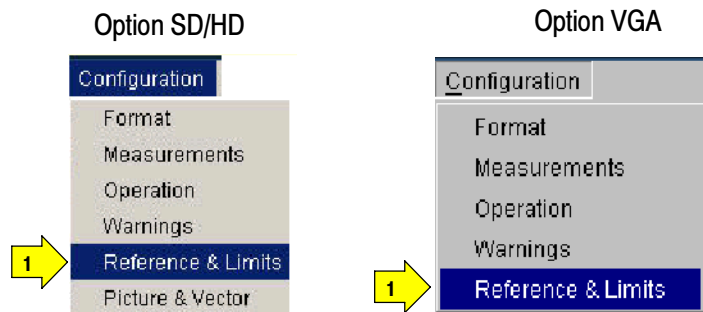 Option SD/HD
Configuration
Format
Measurements
Operation
Warnings
1
Reference & Limits
Picture & Vector
Option VGA
Configuration
Format
Measurements
Operation
Warnings
1
Reference & Limits